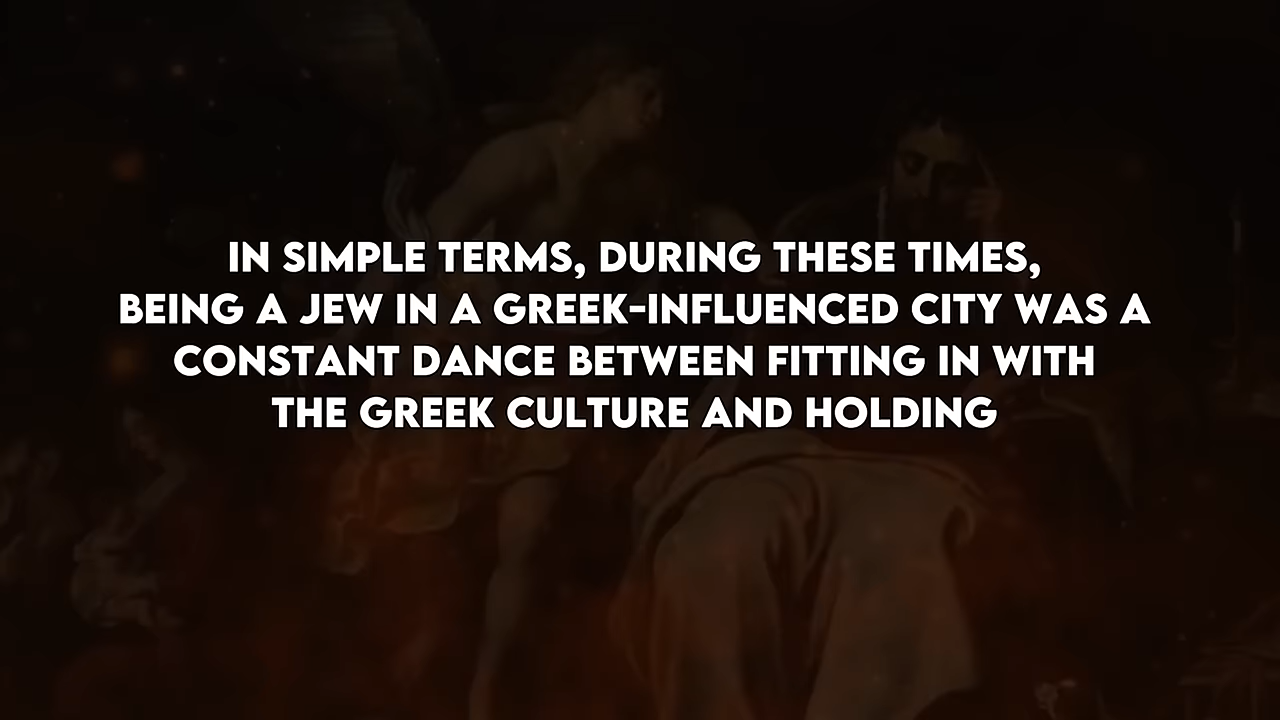 IN SIMPLE TERMS, DURING THESE TIMES,
BEING A JEW IN A GREEK-INFLUENCED CITY WAS A
CONSTANT DANCE BETWEEN FITTING IN WITH
THE GREEK CULTURE AND HOLDING